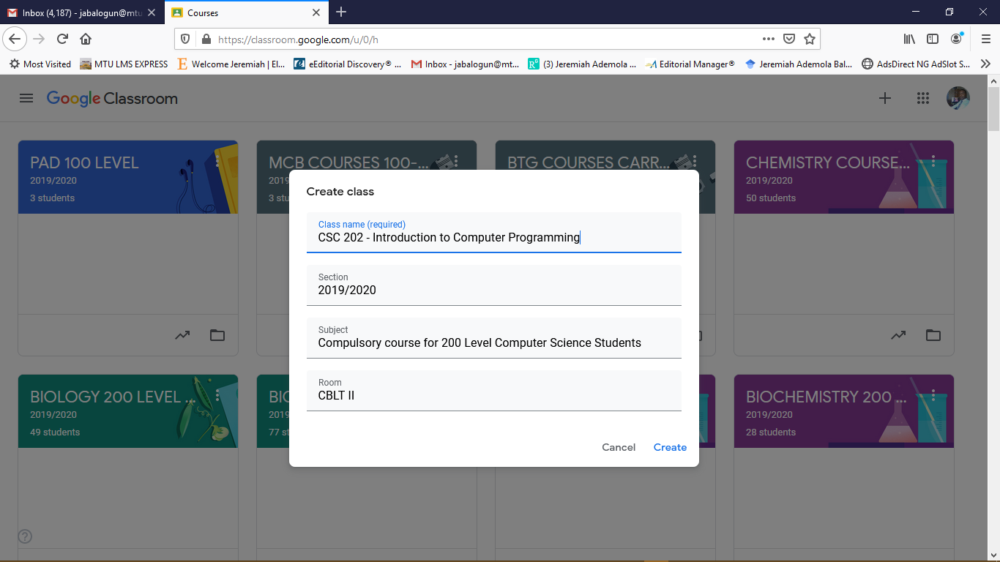 Inbox (4,187) - jabalogun@mtu
Courses
https://classroom.google.com/u/0/h
Most Visited
MTU LMS EXPRESS
Welcome Jeremiah | El...
eEditorial Discovery® ...
Inbox - jabalogun@mt...
(3) Jeremiah Ademola ...
Editorial Manager®
Jeremiah Ademola Bal...
AdsDirect NG AdSlot S...
Google Classroom
PAD 100 LEVEL
2019/2020
3 students
MCB COURSES 100-...
2019
3 stu
BTG COURSES CARR...
CHEMISTRY COURSE...
2019/2020
50 students
Create class
Class name (required)
CSC 202 - Introduction to Computer Programming
Section
2019/2020
Subject
Compulsory course for 200 Level Computer Science Students
Room
CBLT II
Cancel
Create
BIOLOGY 200 LEVEL ...
2019/2020
49 students
BIO
2019
77 st
BIOCHEMISTRY 200 ...
2019/2020
28 students